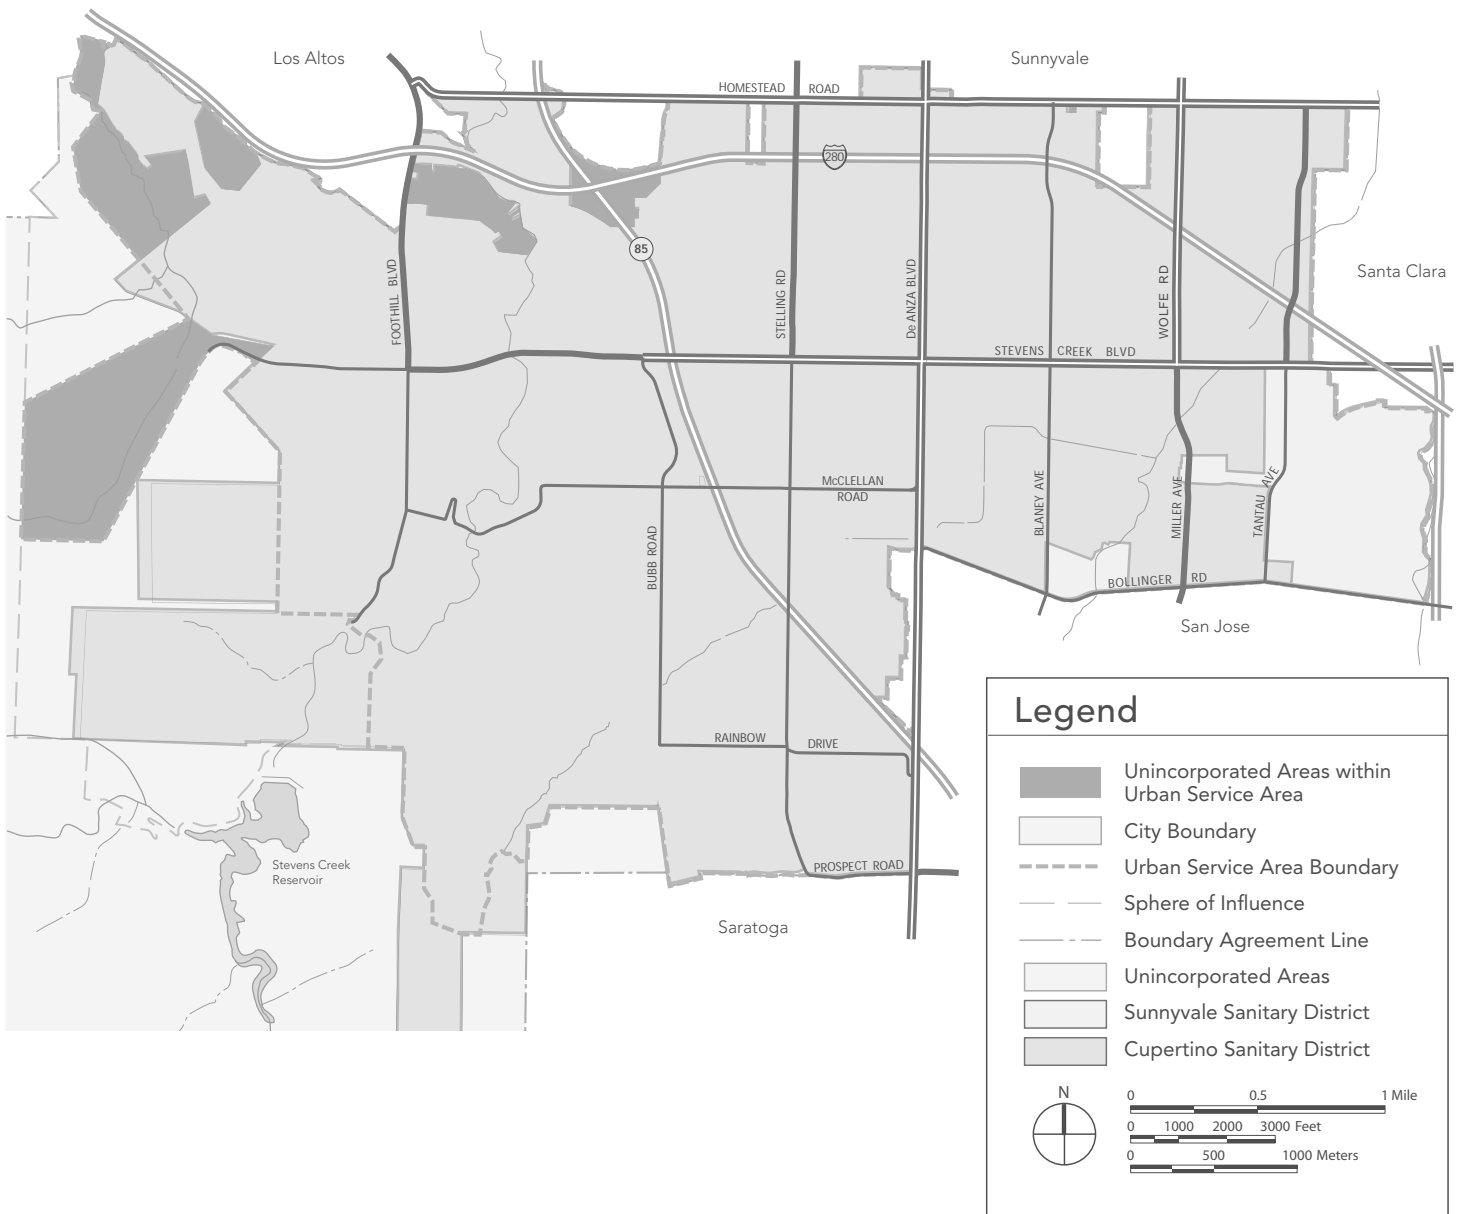 Los Altos
Sunnyvale
HOMESTEAD ROAD
280
85
Santa Clara
FOOTHILL BLVD
STELLING RD
De ANZA BLVD
WOLFE RD
STEVENS CREEK BLVD
McCLELLAN
ROAD
BLANEY AVE
MILLER AVE
TANTAU AVE
BUBB ROAD
BOLLINGER RD
San Jose
RAINBOW DRIVE
PROSPECT ROAD
Stevens Creek
Reservoir
Saratoga
Legend
Unincorporated Areas within
Urban Service Area
City Boundary
Urban Service Area Boundary
Sphere of Influence
Boundary Agreement Line
Unincorporated Areas
Sunnyvale Sanitary District
Cupertino Sanitary District
N
0 0.5 1 Mile
0 1000 2000 3000 Feet
0 500 1000 Meters